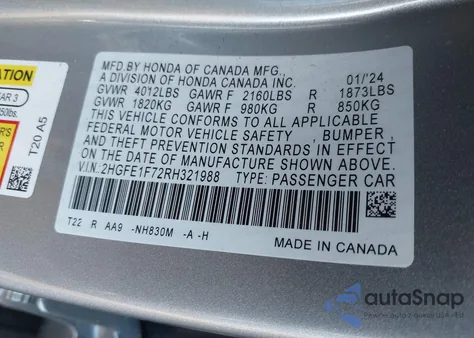 ATION
AR 3
50lbs.
T20 A5
MFD.BY HONDA OF CANADA MFG.,
A DIVISION OF HONDA CANADA INC. 01/'24
GVWR 4012LBS GAWR F 2160LBS R 1873LBS
GVWR 1820KG GAWR F 980KG R 850KG
THIS VEHICLE CONFORMS TO ALL APPLICABLE
FEDERAL MOTOR VEHICLE SAFETY , BUMPER ,
AND THEFT PREVENTION STANDARDS IN EFFECT
ON THE DATE OF MANUFACTURE SHOWN ABOVE.
V.I.N. 2HGFE1F72RH321988 TYPE: PASSENGER CAR
T22 R AA9 -NH830M -A -H
MADE IN CANADA
autoSnap